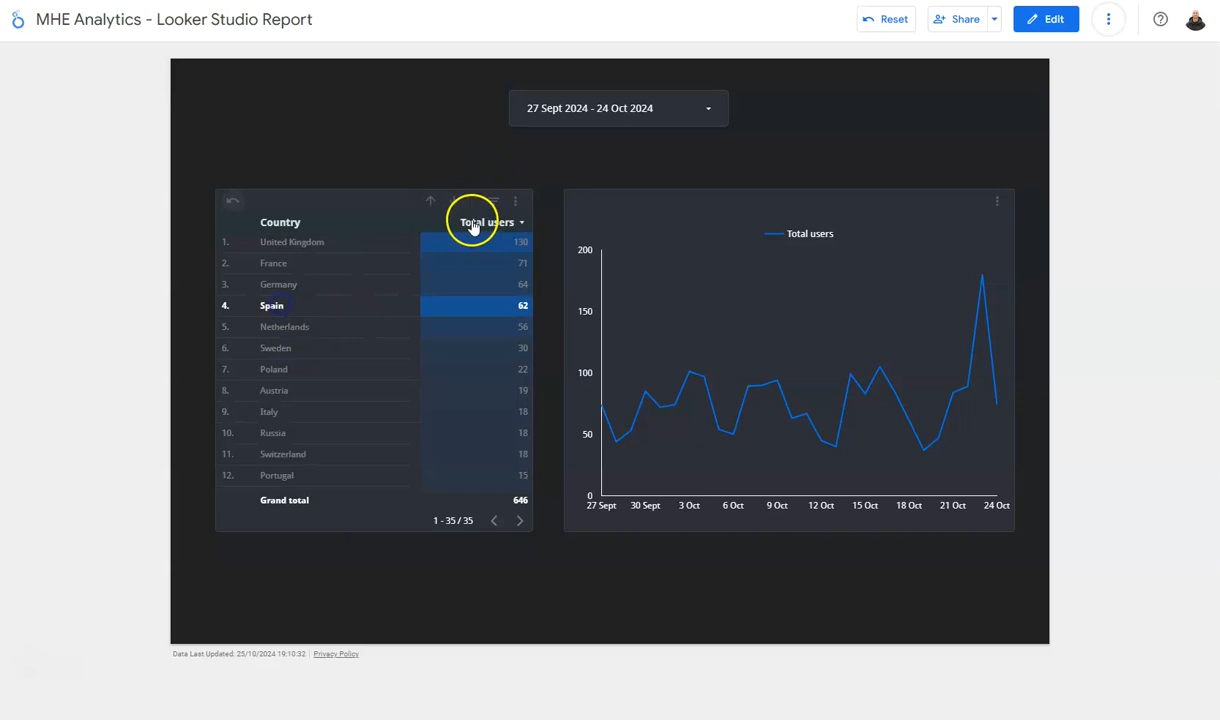 MHE Analytics - Looker Studio Report
Reset
Share
Edit
27 Sept 2024 - 24 Oct 2024
Country Total users
1. United Kingdom 130
2. France 71
3. Germany 64
4. Spain 62
5. Netherlands 56
6. Sweden 30
7. Poland 22
8. Austria 19
9. Italy 18
10. Russia 18
11. Switzerland 18
12. Portugal 15
Grand total 646
1 - 35 / 35
Total users
200
150
100
50
0
27 Sept 30 Sept 3 Oct 6 Oct 9 Oct 12 Oct 15 Oct 18 Oct 21 Oct 24 Oct
Data Last Updated: 25/10/2024 19:10:32 Privacy Policy